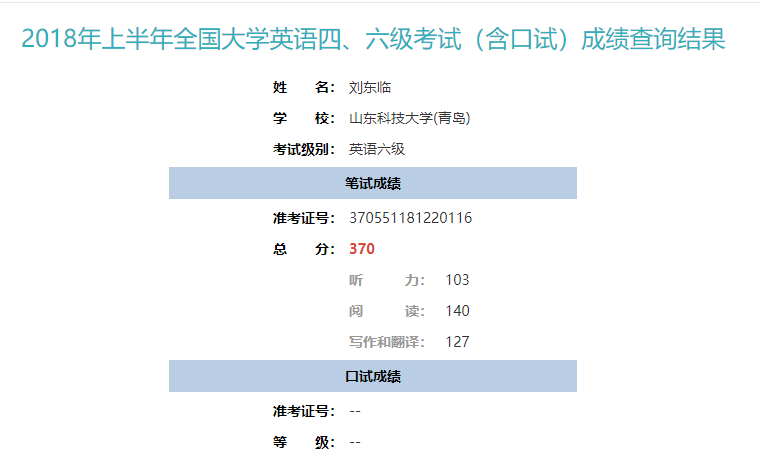 2018年上半年全国大学英语四、六级考试（含口试）成绩查询结果
姓 名： 刘东临
学 校： 山东科技大学(青岛)
考试级别： 英语六级
笔试成绩
准考证号： 370551181220116
总 分： 370
听 力： 103
阅 读： 140
写作和翻译： 127
口试成绩
准考证号： --
等 级： --